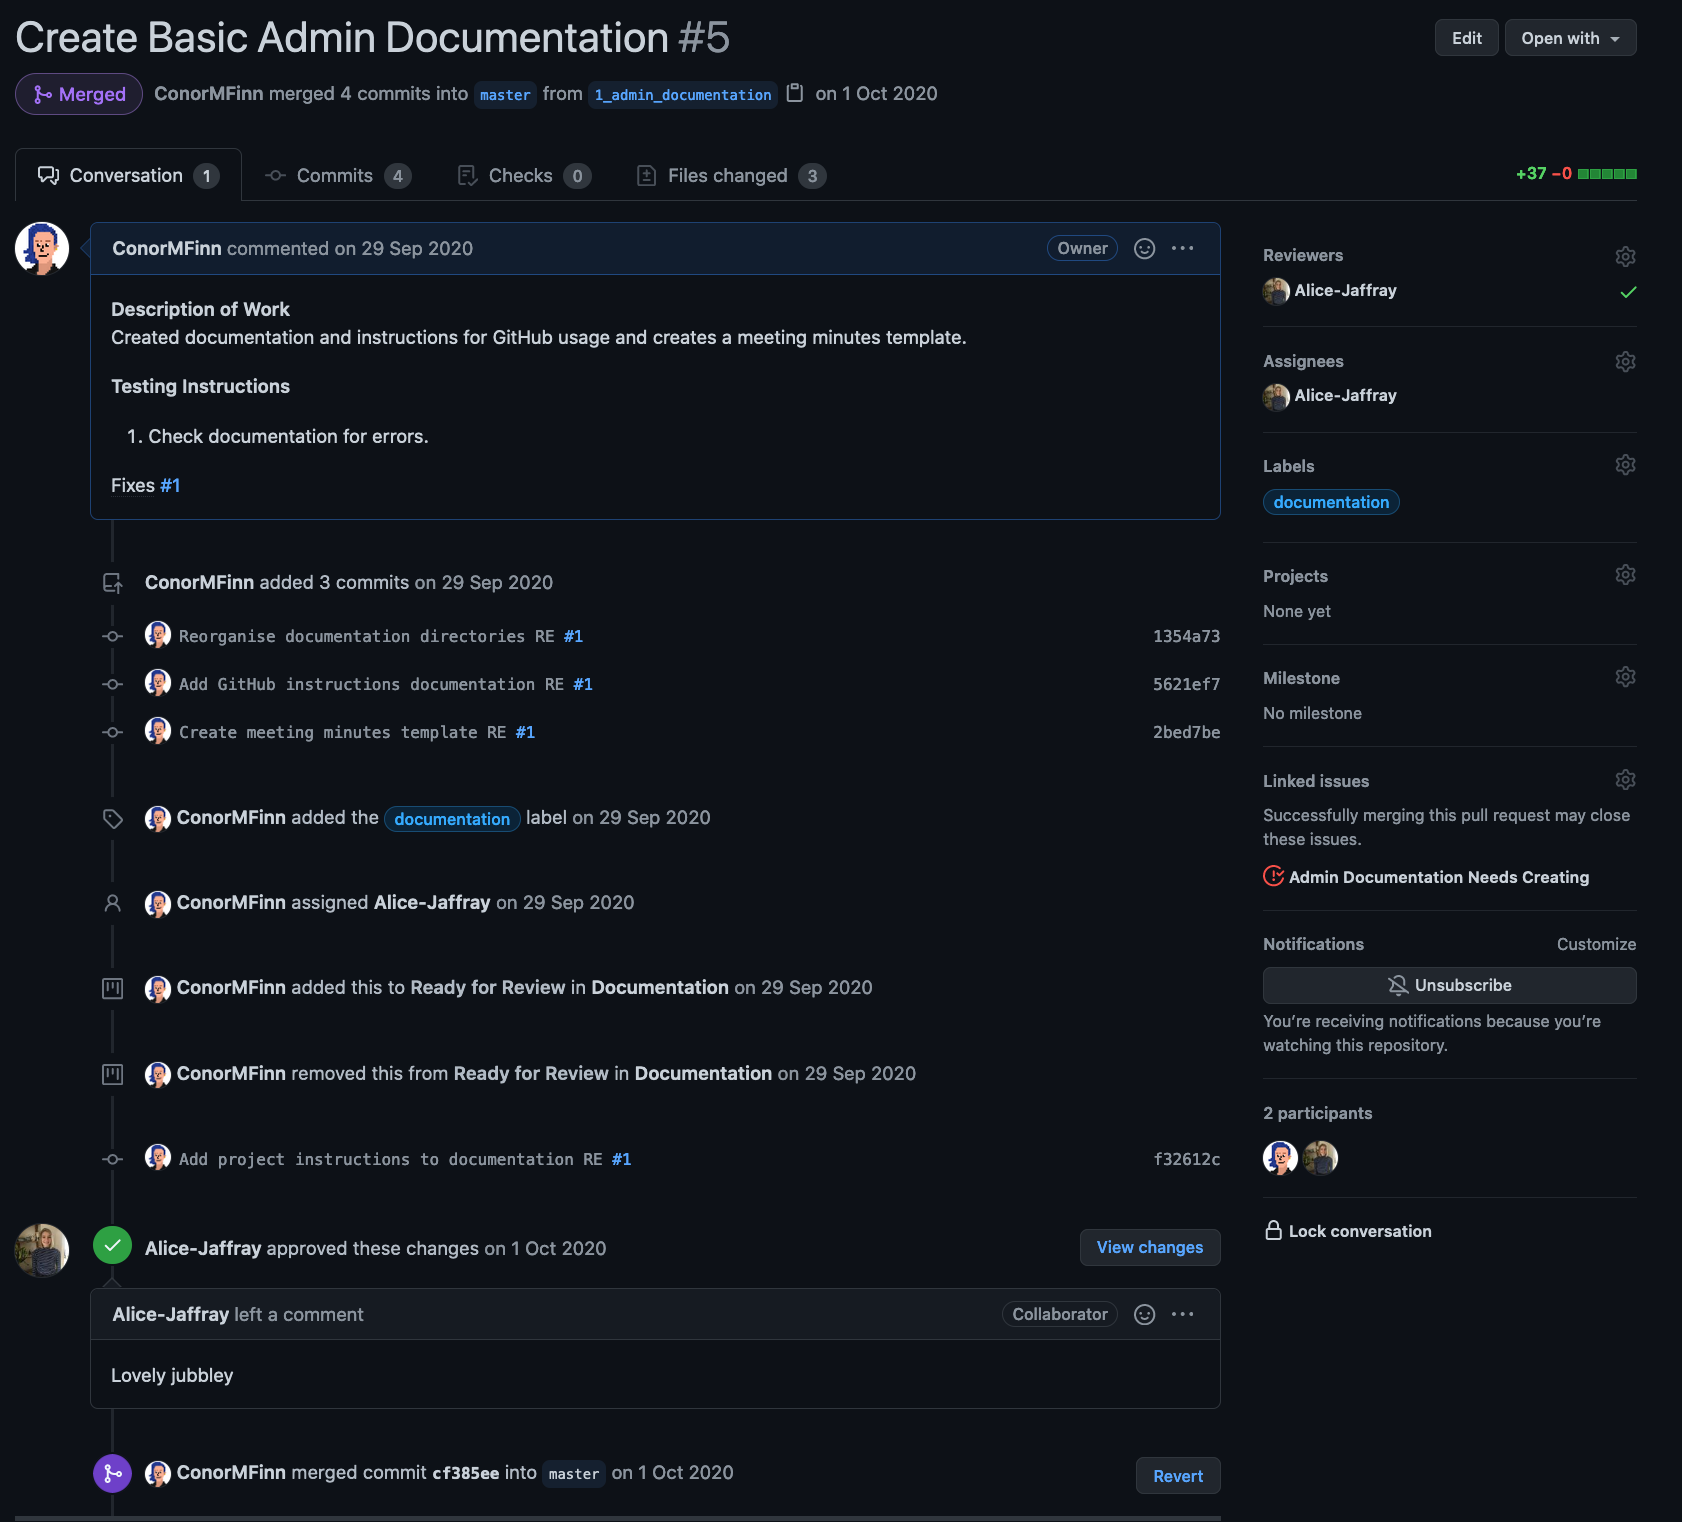 Create Basic Admin Documentation #5
Edit
Open with
Merged
ConorMFinn merged 4 commits into master from 1_admin_documentation on 1 Oct 2020
Conversation 1
Commits 4
Checks 0
Files changed 3
+37 −0
ConorMFinn commented on 29 Sep 2020
Owner
Description of Work
Created documentation and instructions for GitHub usage and creates a meeting minutes template.
Testing Instructions
1. Check documentation for errors.
Fixes #1
ConorMFinn added 3 commits on 29 Sep 2020
Reorganise documentation directories RE #1
1354a73
Add GitHub instructions documentation RE #1
5621ef7
Create meeting minutes template RE #1
2bed7be
ConorMFinn added the documentation label on 29 Sep 2020
ConorMFinn assigned Alice-Jaffray on 29 Sep 2020
ConorMFinn added this to Ready for Review in Documentation on 29 Sep 2020
ConorMFinn removed this from Ready for Review in Documentation on 29 Sep 2020
Add project instructions to documentation RE #1
f32612c
Alice-Jaffray approved these changes on 1 Oct 2020
View changes
Alice-Jaffray left a comment
Collaborator
Lovely jubbley
ConorMFinn merged commit cf385ee into master on 1 Oct 2020
Revert
Reviewers
Alice-Jaffray
Assignees
Alice-Jaffray
Labels
documentation
Projects
None yet
Milestone
No milestone
Linked issues
Successfully merging this pull request may close
these issues.
Admin Documentation Needs Creating
Notifications
Customize
Unsubscribe
You’re receiving notifications because you’re
watching this repository.
2 participants
Lock conversation